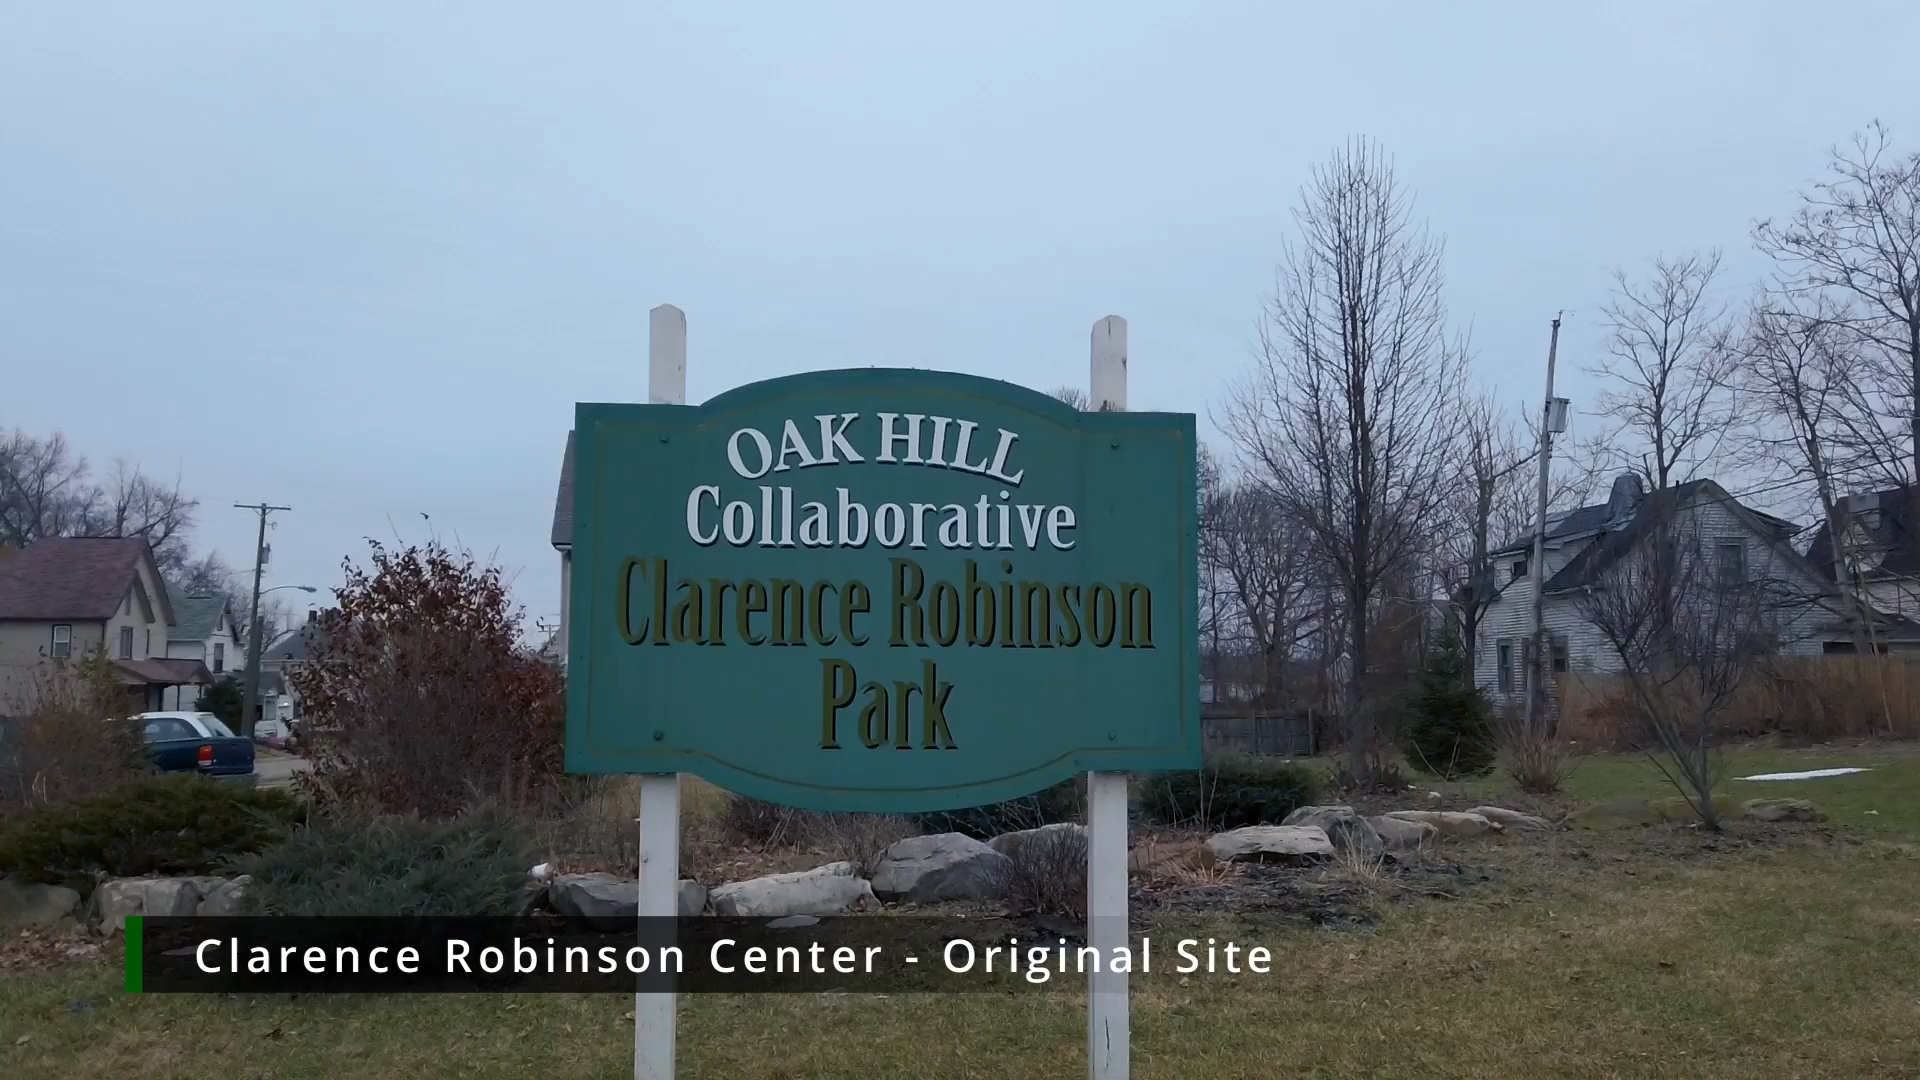 OAK HILL
Collaborative
Clarence Robinson
Park
Clarence Robinson Center - Original Site